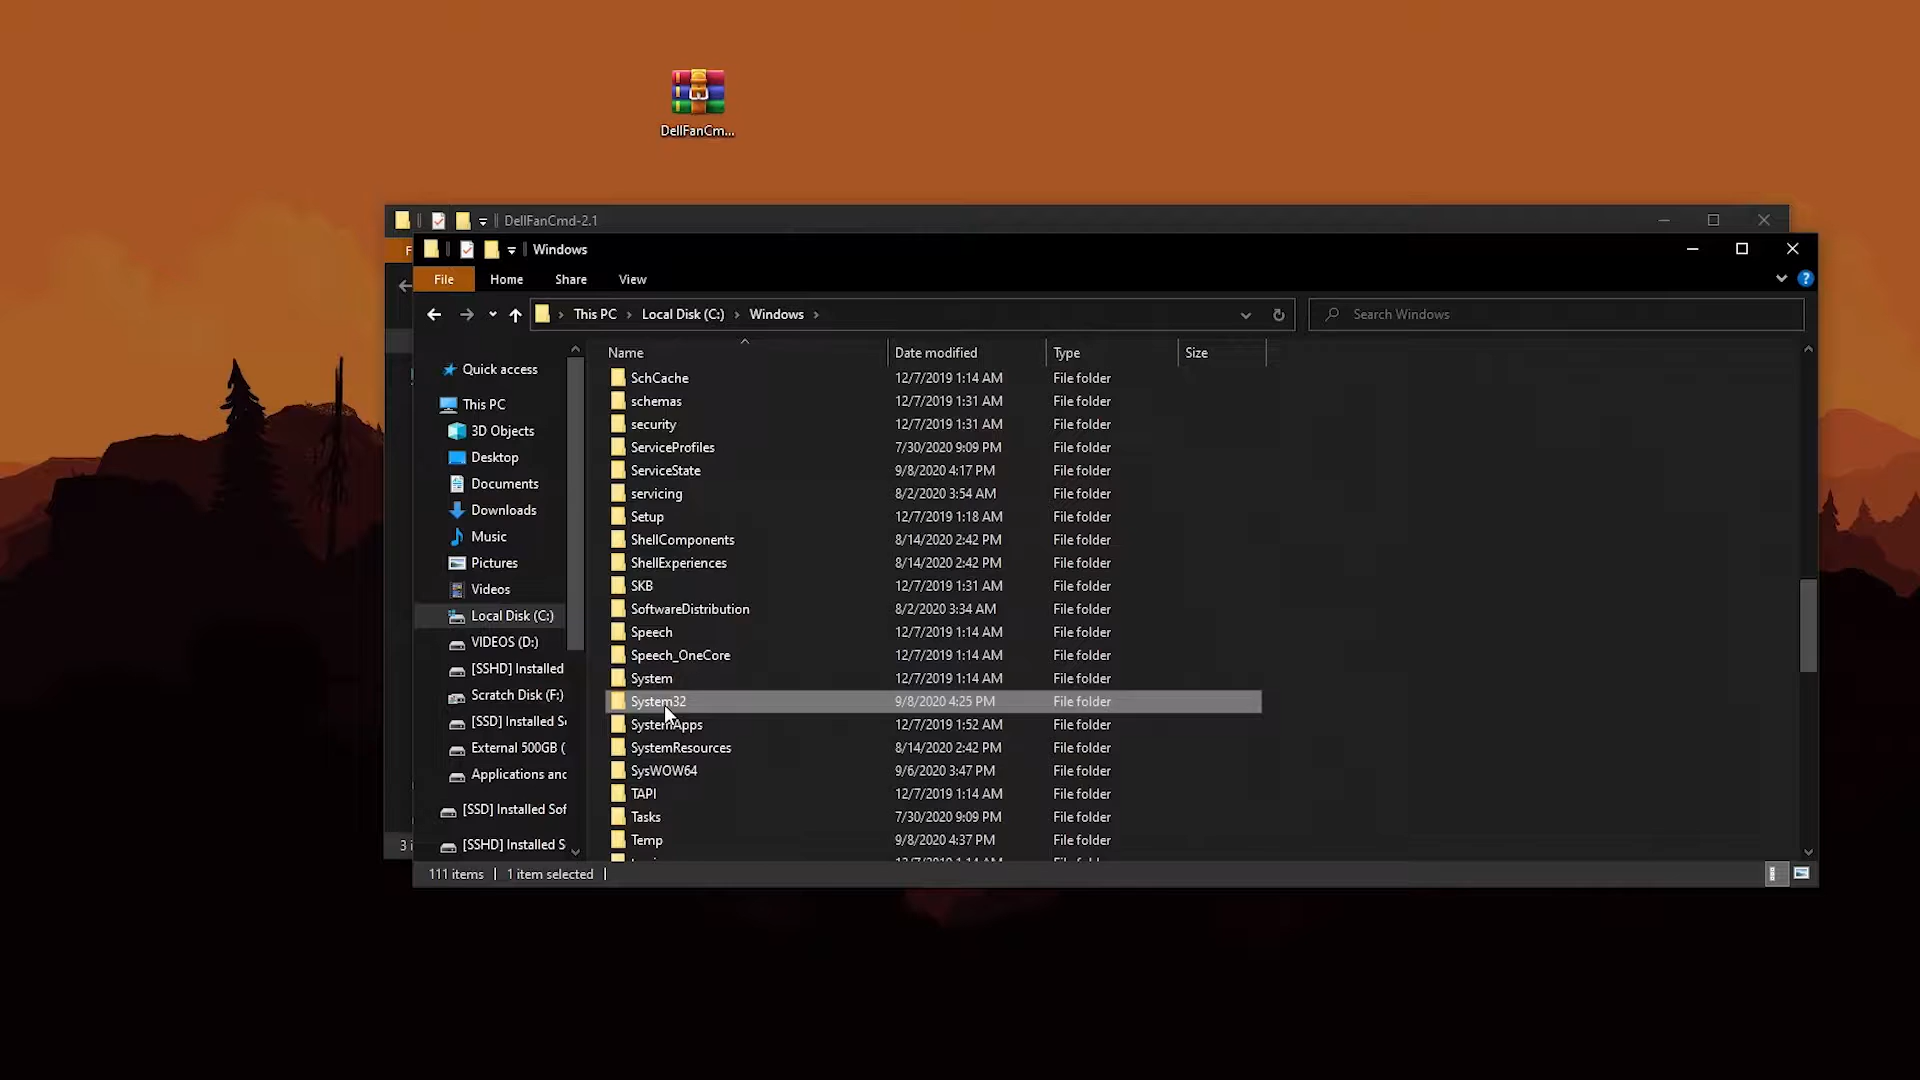 DellFanCm...
DellFanCmd-2.1
Windows
File Home Share View
This PC › Local Disk (C:) › Windows ›
Search Windows
Name Date modified Type Size
Quick access
This PC
3D Objects
Desktop
Documents
Downloads
Music
Pictures
Videos
Local Disk (C:)
VIDEOS (D:)
[SSHD] Installed
Scratch Disk (F:)
[SSD] Installed S
External 500GB (
Applications and
[SSD] Installed Sof
[SSHD] Installed S
SchCache 12/7/2019 1:14 AM File folder
schemas 12/7/2019 1:31 AM File folder
security 12/7/2019 1:31 AM File folder
ServiceProfiles 7/30/2020 9:09 PM File folder
ServiceState 9/8/2020 4:17 PM File folder
servicing 8/2/2020 3:54 AM File folder
Setup 12/7/2019 1:18 AM File folder
ShellComponents 8/14/2020 2:42 PM File folder
ShellExperiences 8/14/2020 2:42 PM File folder
SKB 12/7/2019 1:31 AM File folder
SoftwareDistribution 8/2/2020 3:34 AM File folder
Speech 12/7/2019 1:14 AM File folder
Speech_OneCore 12/7/2019 1:14 AM File folder
System 12/7/2019 1:14 AM File folder
System32 9/8/2020 4:25 PM File folder
SystemApps 12/7/2019 1:52 AM File folder
SystemResources 8/14/2020 2:42 PM File folder
SysWOW64 9/6/2020 3:47 PM File folder
TAPI 12/7/2019 1:14 AM File folder
Tasks 7/30/2020 9:09 PM File folder
Temp 9/8/2020 4:37 PM File folder
111 items 1 item selected